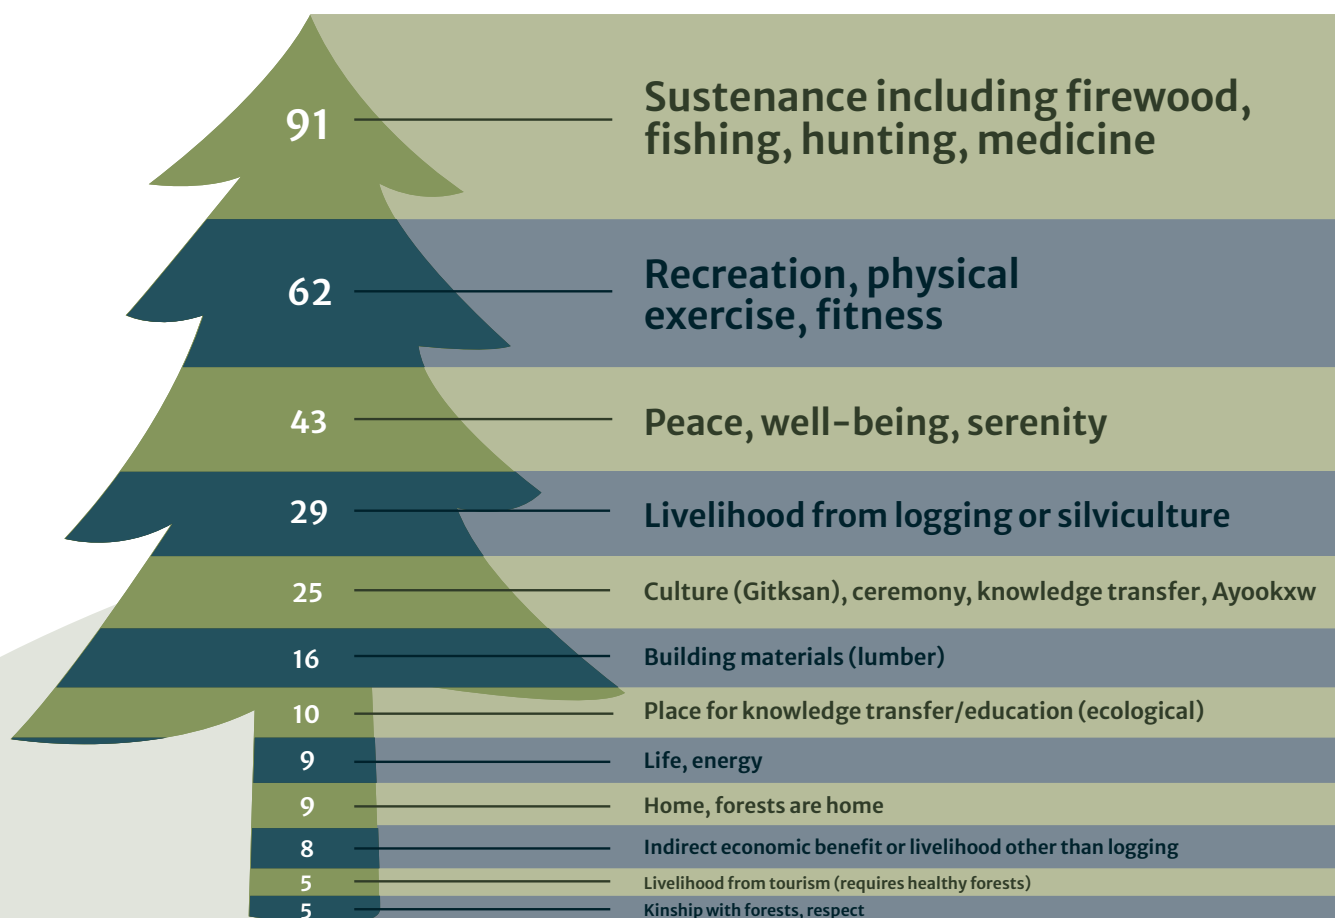 91
Sustenance including firewood,
fishing, hunting, medicine
62
Recreation, physical
exercise, fitness
43
Peace, well-being, serenity
29
Livelihood from logging or silviculture
25
Culture (Gitksan), ceremony, knowledge transfer, Ayookxw
16
Building materials (lumber)
10
Place for knowledge transfer/education (ecological)
9
Life, energy
9
Home, forests are home
8
Indirect economic benefit or livelihood other than logging
5
Livelihood from tourism (requires healthy forests)
5
Kinship with forests, respect